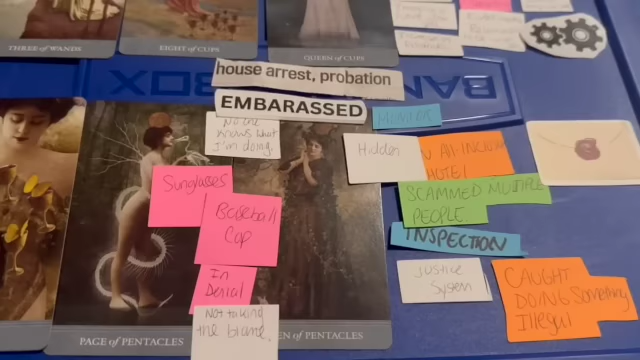 THREE of WANDS
EIGHT of CUPS
QUEEN of CUPS
house arrest, probation
BANKBOX
EMBARASSED
No one
knows what
I'm doing.
Hidden
HOTEL
SCAMMED MULTIPLE
PEOPLE.
INSPECTION
Sunglasses
Baseball
Cap
In
Denial
Not taking
the blame.
Justice
System
CAUGHT
DOING Something
Illegal
PAGE of PENTACLES
EN of PENTACLES